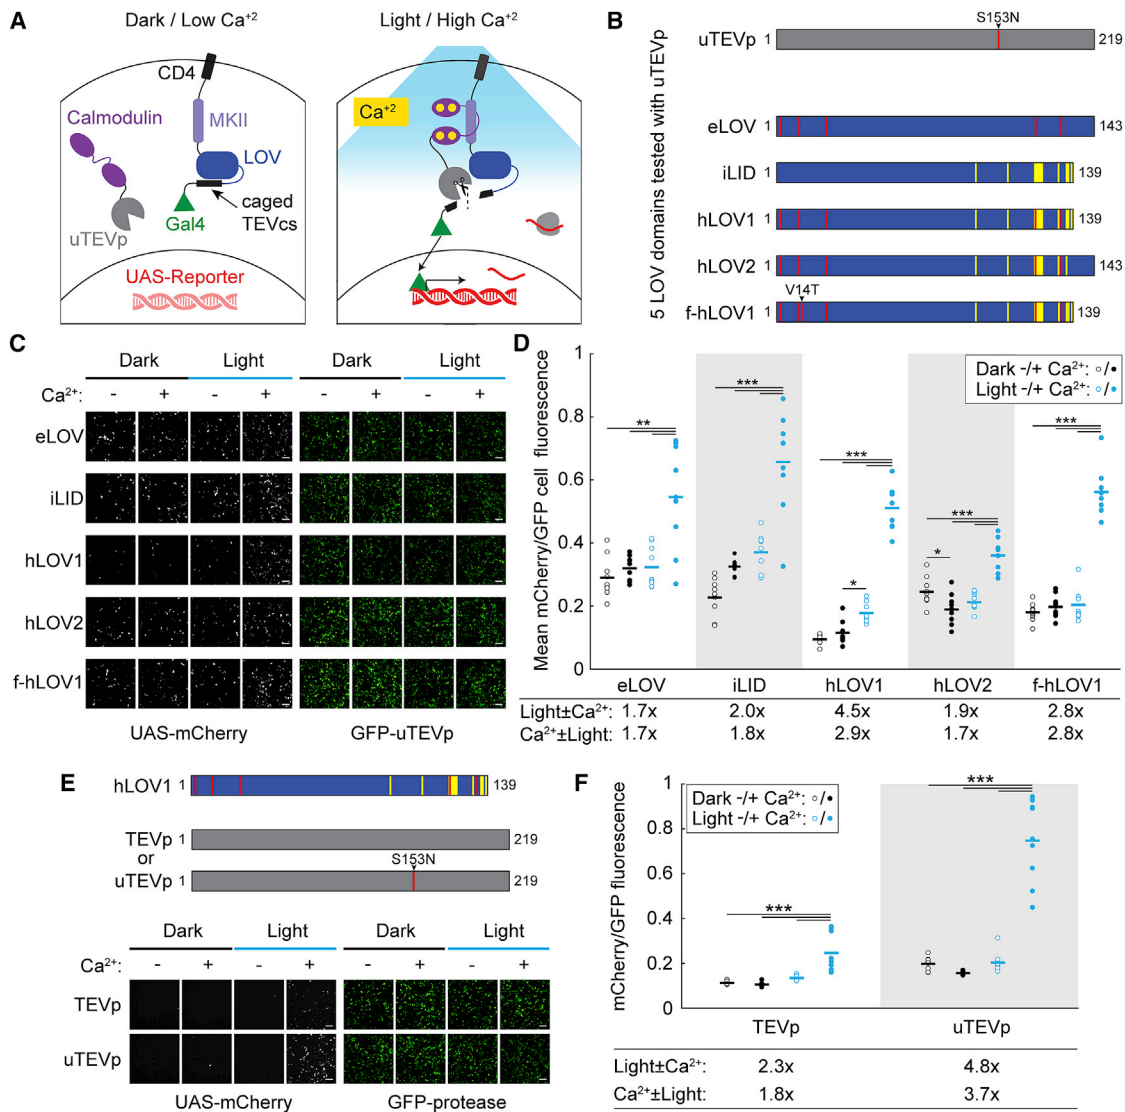 A
Dark / Low Ca+2
Light / High Ca+2
CD4
Calmodulin
MKII
LOV
caged
TEVcs
Gal4
uTEVp
UAS-Reporter
Ca+2
B
5 LOV domains tested with uTEVp
S153N
uTEVp 1 219
eLOV 1 143
iLID 1 139
hLOV1 1 139
hLOV2 1 143
V14T
f-hLOV1 1 139
C
Dark Light Dark Light
Ca2+: - + - + - + - +
eLOV
iLID
hLOV1
hLOV2
f-hLOV1
UAS-mCherry GFP-uTEVp
D
Mean mCherry/GFP cell fluorescence
1
0.8
0.6
0.4
0.2
0
Dark -/+ Ca2+: ○/●
Light -/+ Ca2+: ○/●
** *** *** *** ***
* *
eLOV iLID hLOV1 hLOV2 f-hLOV1
Light±Ca2+: 1.7x 2.0x 4.5x 1.9x 2.8x
Ca2+±Light: 1.7x 1.8x 2.9x 1.7x 2.8x
E
hLOV1 1 139
TEVp 1 219
or
S153N
uTEVp 1 219
Dark Light Dark Light
Ca2+: - + - + - + - +
TEVp
uTEVp
UAS-mCherry GFP-protease
F
mCherry/GFP fluorescence
1
0.8
0.6
0.4
0.2
0
Dark -/+ Ca2+: ○/●
Light -/+ Ca2+: ○/●
*** ***
TEVp uTEVp
Light±Ca2+: 2.3x 4.8x
Ca2+±Light: 1.8x 3.7x